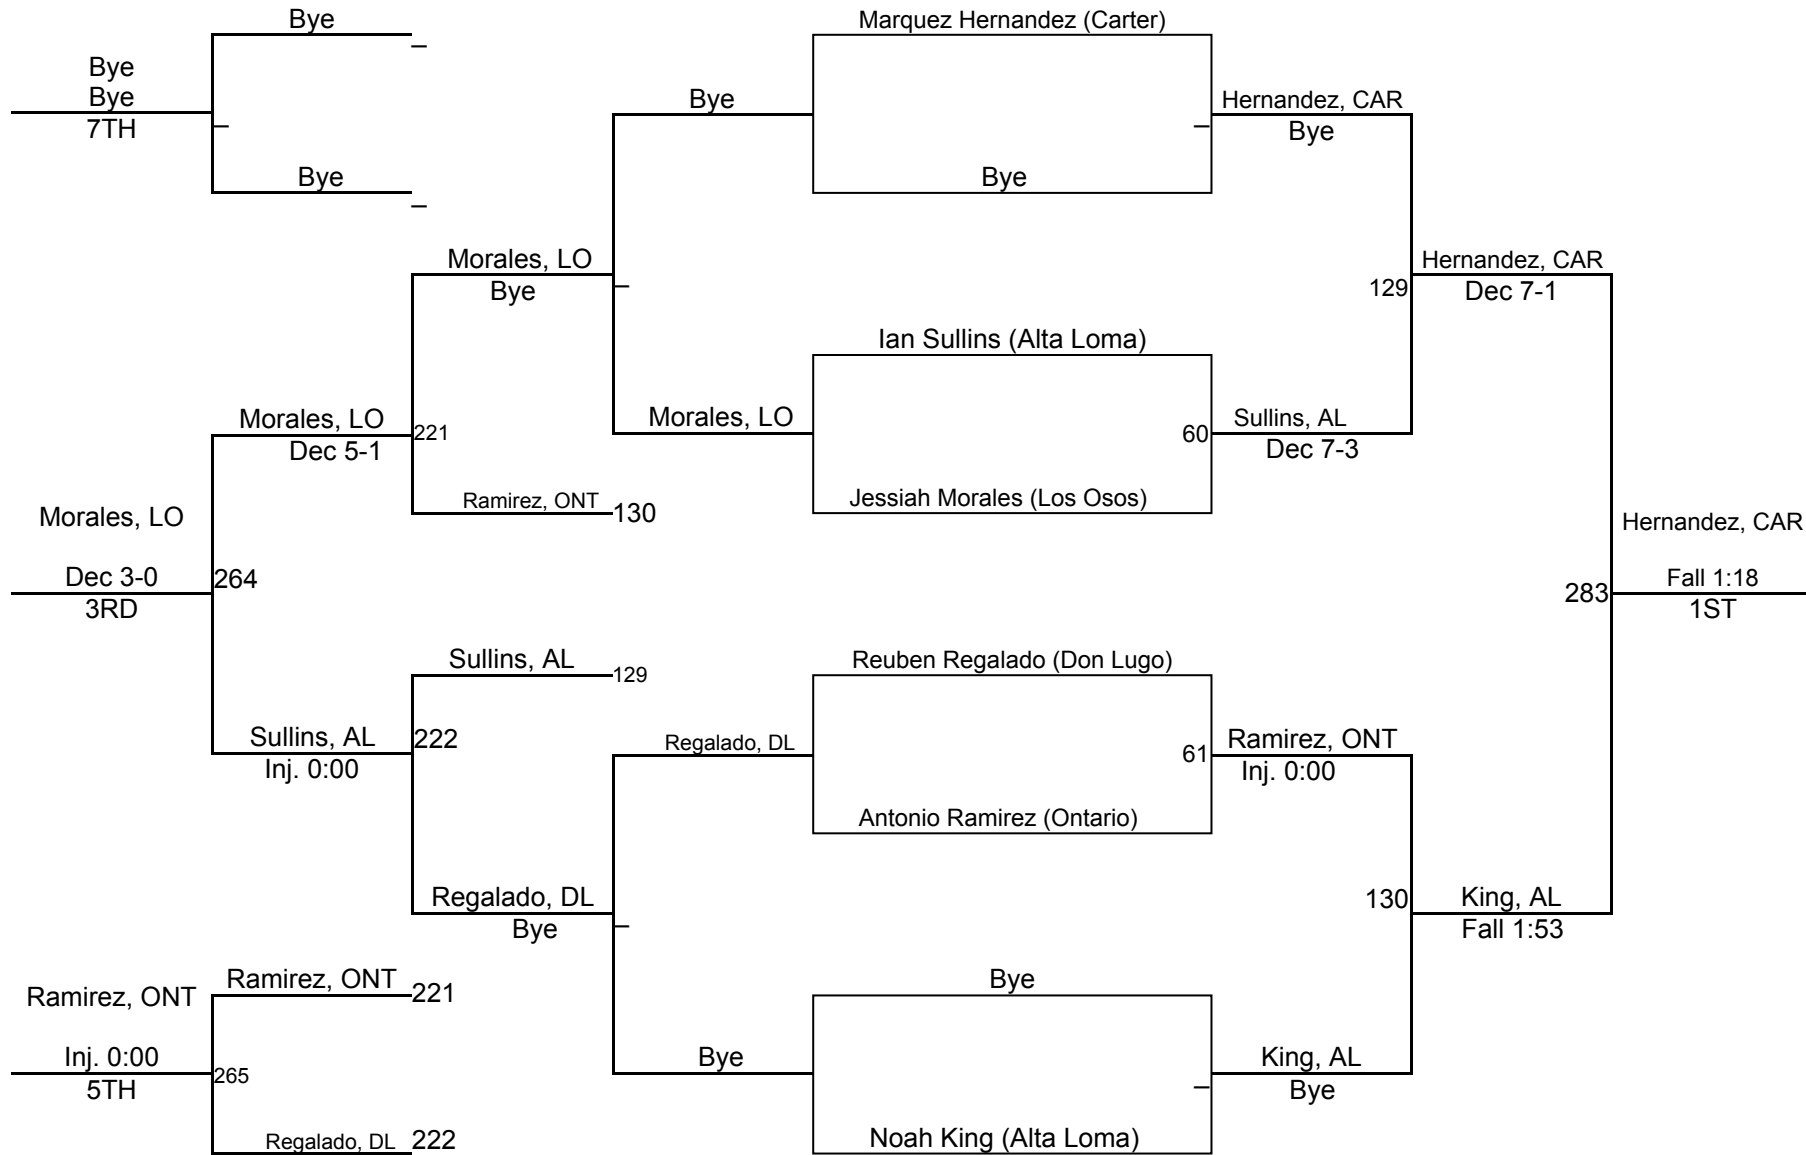 Bye
Bye
Bye
7TH
Bye
Morales, LO
Bye
Morales, LO
221
Dec 5-1
Ramirez, ONT 130
Morales, LO
Dec 3-0
264
3RD
Sullins, AL
129
Sullins, AL
222
Inj. 0:00
Regalado, DL
Bye
Ramirez, ONT
Ramirez, ONT 221
Inj. 0:00
265
5TH
Regalado, DL 222
Bye
Morales, LO
Regalado, DL
Bye
Marquez Hernandez (Carter)
Bye
Ian Sullins (Alta Loma)
60
Jessiah Morales (Los Osos)
Reuben Regalado (Don Lugo)
61
Antonio Ramirez (Ontario)
Bye
Noah King (Alta Loma)
Hernandez, CAR
Bye
129
Sullins, AL
Dec 7-3
Ramirez, ONT
Inj. 0:00
130
King, AL
Bye
Hernandez, CAR
Dec 7-1
King, AL
Fall 1:53
283
Hernandez, CAR
Fall 1:18
1ST